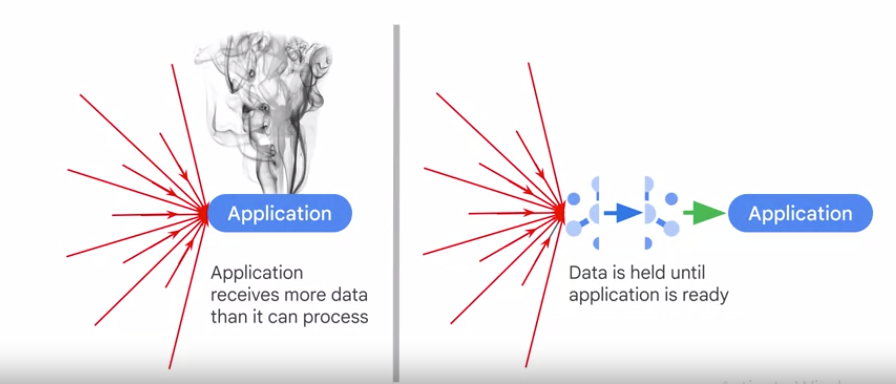 Application
Application
receives more data
than it can process
Application
Data is held until
application is ready